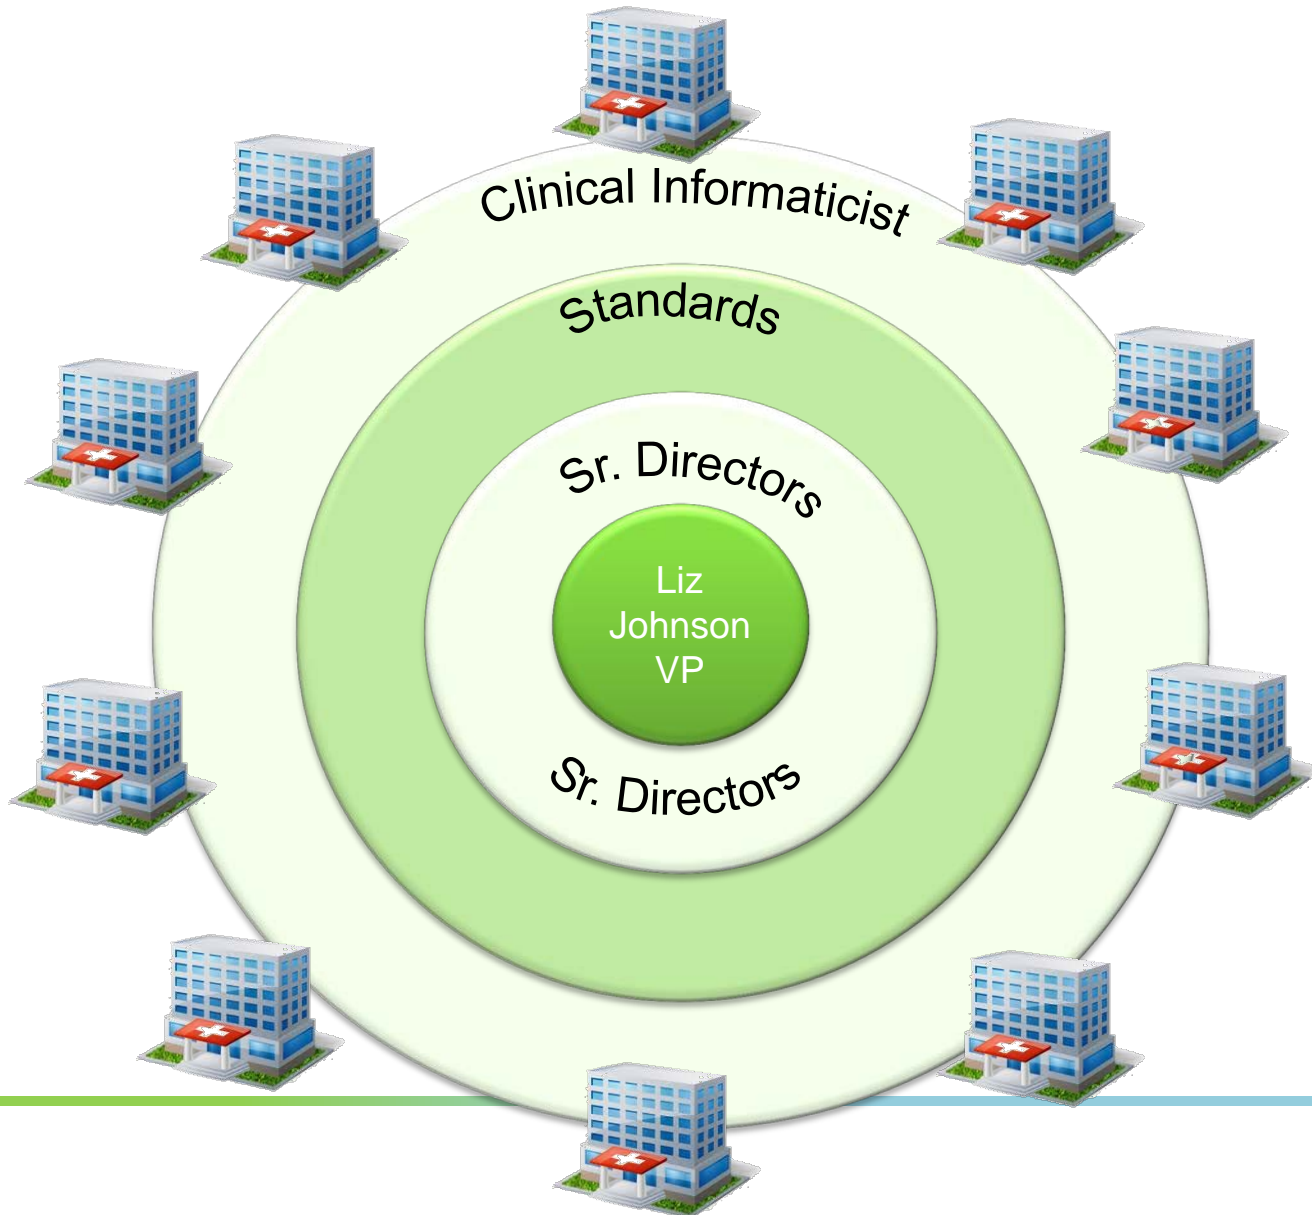 Clinical Informaticist
Standards
Sr. Directors
Liz
Johnson
VP
Sr. Directors